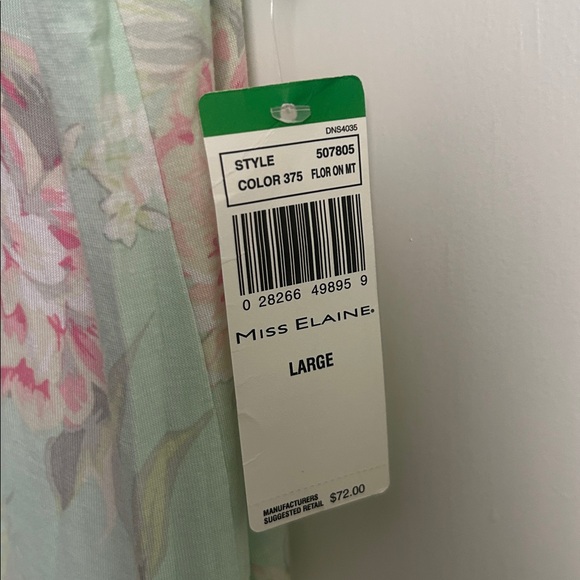 DNS4035
STYLE 507805
COLOR 375 FLOR ON MT
0 28266 49895 9
MISS ELAINE®
LARGE
MANUFACTURERS
SUGGESTED RETAIL $72.00